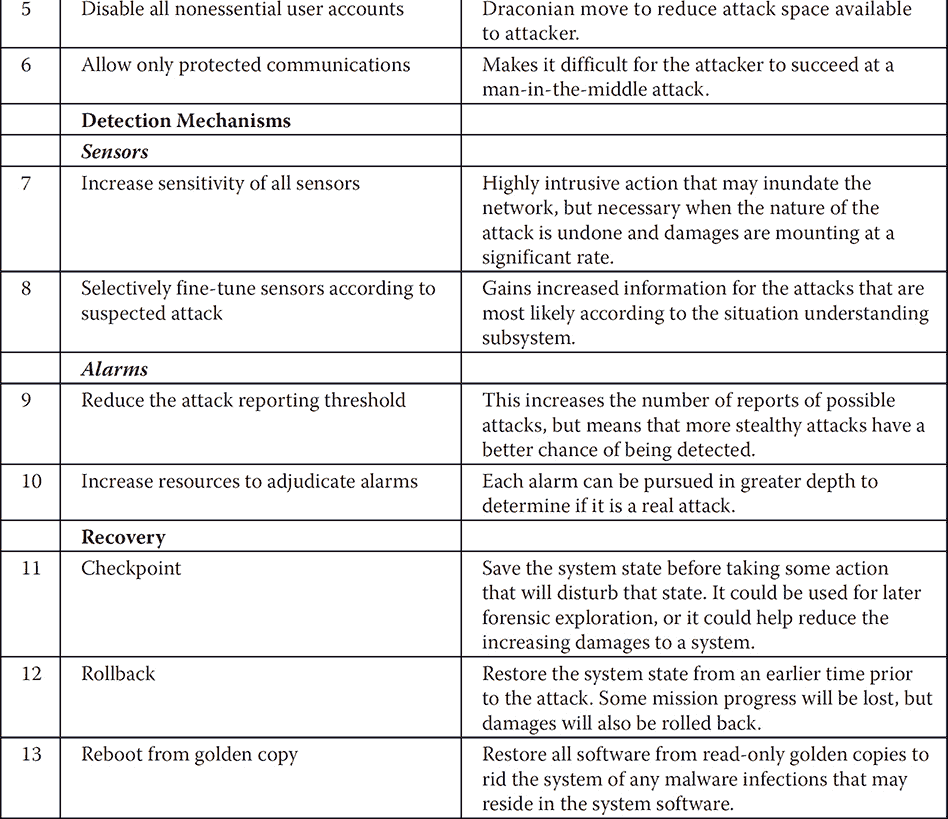 5 Disable all nonessential user accounts Draconian move to reduce attack space available
to attacker.
6 Allow only protected communications Makes it difficult for the attacker to succeed at a
man-in-the-middle attack.
Detection Mechanisms
Sensors
7 Increase sensitivity of all sensors Highly intrusive action that may inundate the
network, but necessary when the nature of the
attack is undone and damages are mounting at a
significant rate.
8 Selectively fine-tune sensors according to Gains increased information for the attacks that are
suspected attack most likely according to the situation understanding
subsystem.
Alarms
9 Reduce the attack reporting threshold This increases the number of reports of possible
attacks, but means that more stealthy attacks have a
better chance of being detected.
10 Increase resources to adjudicate alarms Each alarm can be pursued in greater depth to
determine if it is a real attack.
Recovery
11 Checkpoint Save the system state before taking some action
that will disturb that state. It could be used for later
forensic exploration, or it could help reduce the
increasing damages to a system.
12 Rollback Restore the system state from an earlier time prior
to the attack. Some mission progress will be lost, but
damages will also be rolled back.
13 Reboot from golden copy Restore all software from read-only golden copies to
rid the system of any malware infections that may
reside in the system software.